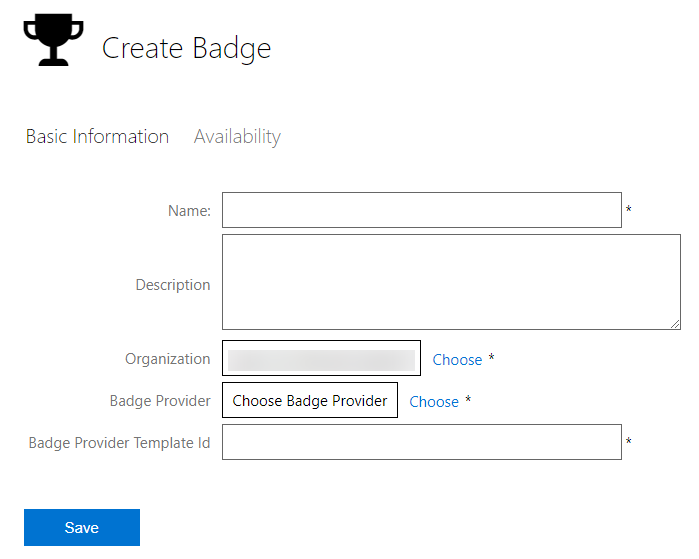 Create Badge
Basic Information Availability
Name: *
Description
Organization Choose *
Badge Provider Choose Badge Provider Choose *
Badge Provider Template Id *
Save